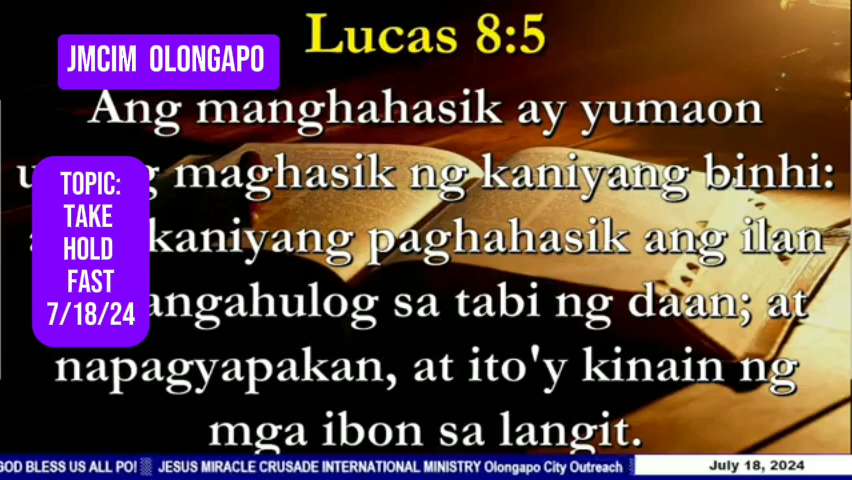 Lucas 8:5
JMCIM OLONGAPO
Ang manghahasik ay yumaon
maghasik ng kaniyang binhi:
TOPIC:
TAKE
HOLD
FAST
7/18/24
kaniyang paghahasik ang ilan
sa tabi ng daan; at
napagyapakan, at ito'y kinain ng
mga ibon sa langit.
GOD BLESS US ALL PO! JESUS MIRACLE CRUSADE INTERNATIONAL MINISTRY Olongapo City Outreach July 18, 2024